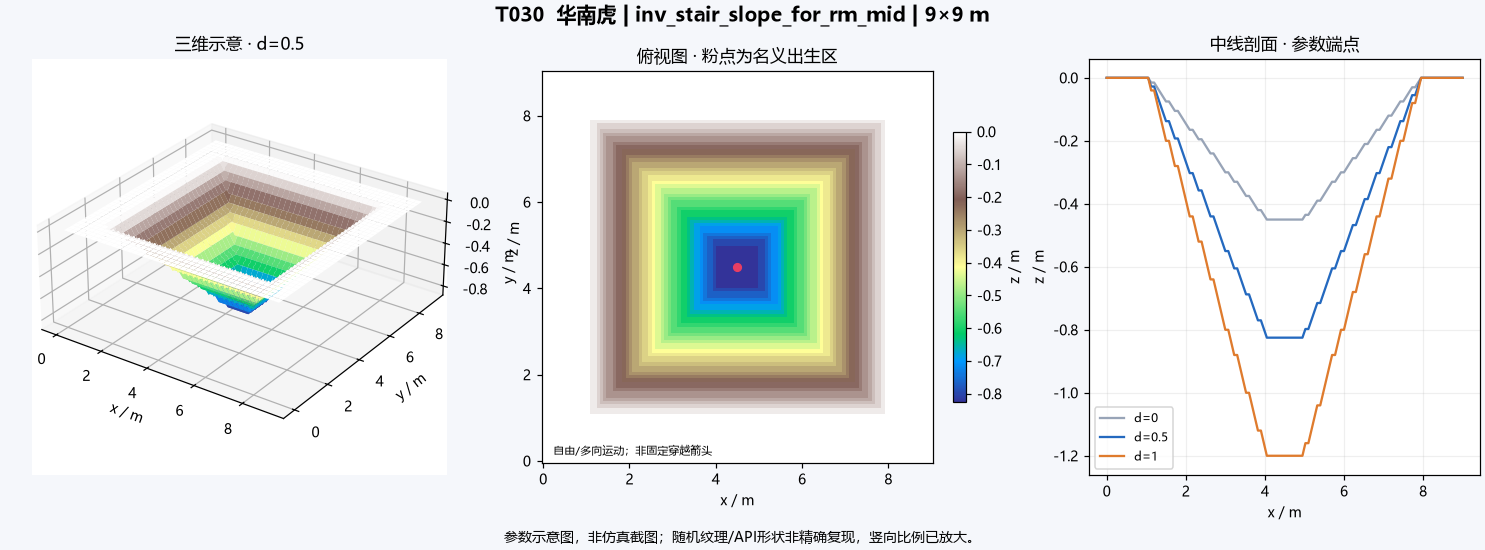 T030 华南虎 | inv_stair_slope_for_rm_mid | 9×9 m
三维示意 · d=0.5
0.0
-0.2
-0.4
-0.6
-0.8
z / m
0
2
4
6
8
x / m
0
2
4
6
8
y / m
俯视图 · 粉点为名义出生区
8
6
4
2
0
y / m
自由/多向运动；非固定穿越箭头
0
2
4
6
8
x / m
0.0
-0.1
-0.2
-0.3
-0.4
-0.5
-0.6
-0.7
-0.8
z / m
中线剖面 · 参数端点
0.0
-0.2
-0.4
-0.6
-0.8
-1.0
-1.2
z / m
d=0
d=0.5
d=1
0
2
4
6
8
x / m
参数示意图，非仿真截图；随机纹理/API形状非精确复现，竖向比例已放大。